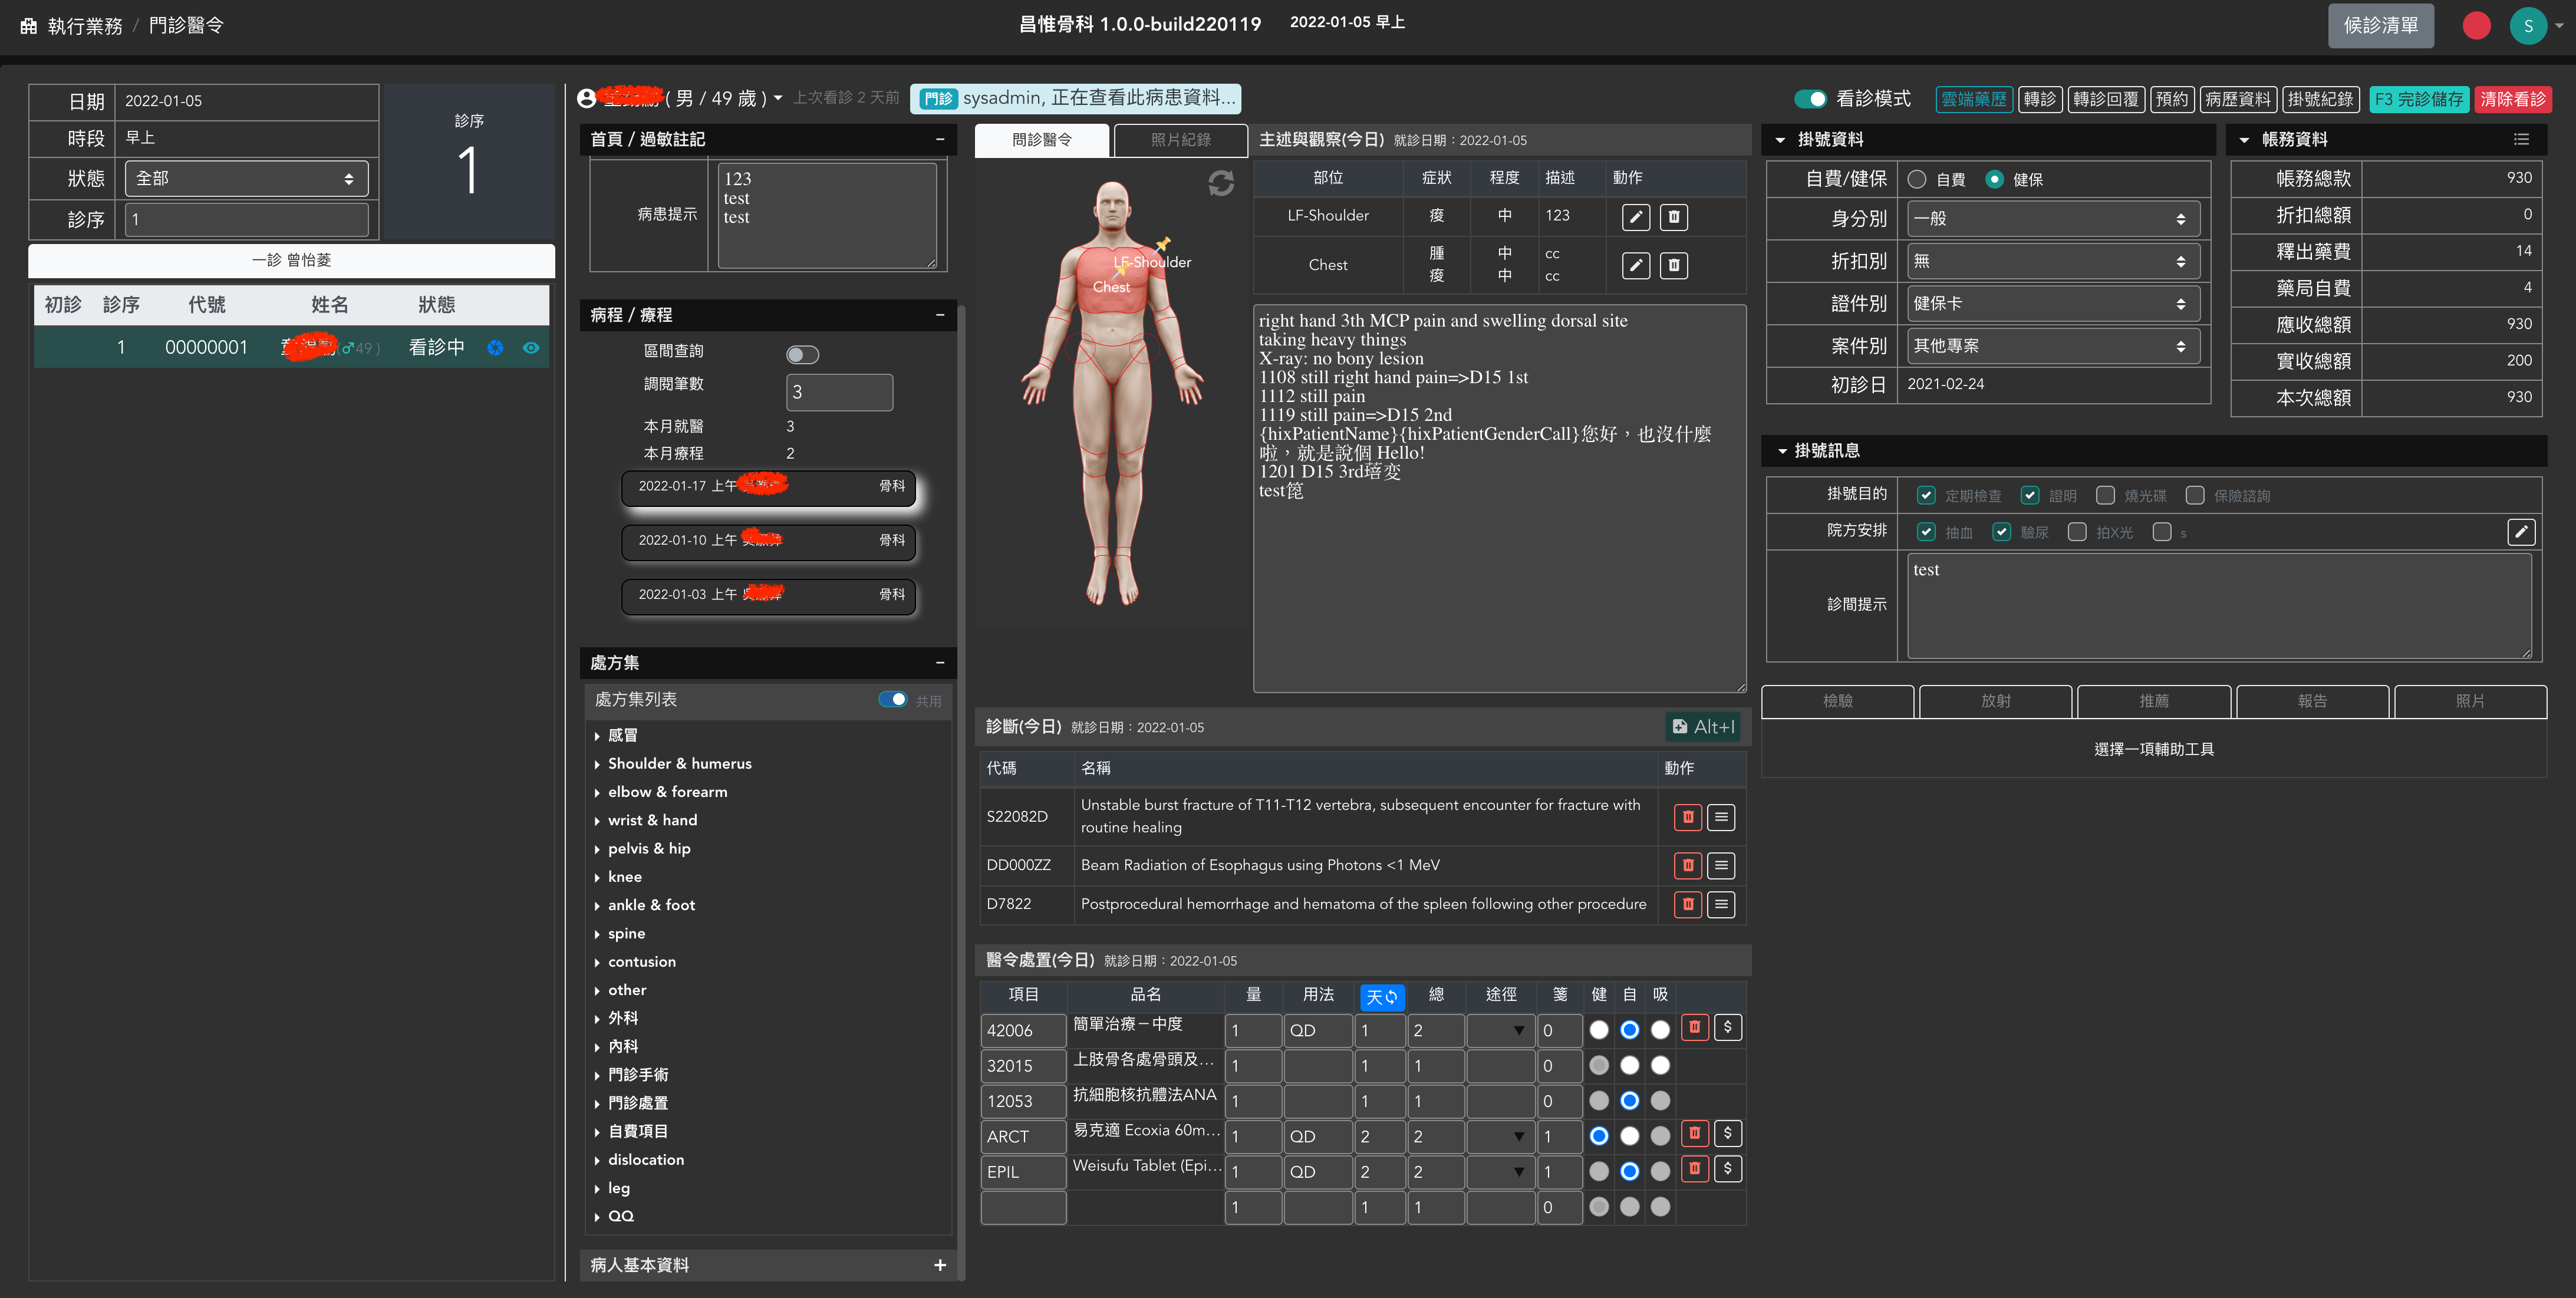 執行業務 / 門診醫令
昌惟骨科 1.0.0-build220119 2022-01-05 早上
候診清單
S
日期 2022-01-05
時段 早上
狀態 全部
診序 1
診序
1
一診 曾怡菱
初診 診序 代號 姓名 狀態
1 00000001 (♂49) 看診中
( 男 / 49 歲 ) 上次看診 2 天前
門診 sysadmin, 正在查看此病患資料...
看診模式
雲端藥歷 轉診 轉診回覆 預約 病歷資料 掛號紀錄 F3 完診儲存 清除看診
首頁 / 過敏註記
病患提示
123
test
test
病程 / 療程
區間查詢
調閱筆數 3
本月就醫 3
本月療程 2
2022-01-17 上午 骨科
2022-01-10 上午 骨科
2022-01-03 上午 骨科
處方集
處方集列表 共用
感冒
Shoulder & humerus
elbow & forearm
wrist & hand
pelvis & hip
knee
ankle & foot
spine
contusion
other
外科
內科
門診手術
門診處置
自費項目
dislocation
leg
QQ
病人基本資料
問診醫令 照片紀錄
LF-Shoulder
Chest
主述與觀察(今日) 就診日期：2022-01-05
部位 症狀 程度 描述 動作
LF-Shoulder 痠 中 123
Chest 腫 中 cc
痠 中 cc
right hand 3th MCP pain and swelling dorsal site
taking heavy things
X-ray: no bony lesion
1108 still right hand pain=>D15 1st
1112 still pain
1119 still pain=>D15 2nd
{hixPatientName}{hixPatientGenderCall}您好，也沒什麼
啦，就是說個 Hello!
1201 D15 3rd
test
診斷(今日) 就診日期：2022-01-05 Alt+I
代碼 名稱 動作
S22082D Unstable burst fracture of T11-T12 vertebra, subsequent encounter for fracture with
routine healing
DD000ZZ Beam Radiation of Esophagus using Photons <1 MeV
D7822 Postprocedural hemorrhage and hematoma of the spleen following other procedure
醫令處置(今日) 就診日期：2022-01-05
項目 品名 量 用法 天 總 途徑 箋 健 自 吸
42006 簡單治療－中度 1 QD 1 2 0 $
32015 上肢骨各處骨頭及... 1 1 1 0
12053 抗細胞核抗體法ANA 1 1 1 0
ARCT 易克適 Ecoxia 60m... 1 QD 2 2 1 $
EPIL Weisufu Tablet (Epi... 1 QD 2 2 1 $
1 1 1 0
掛號資料
自費/健保 自費 健保
身分別 一般
折扣別 無
證件別 健保卡
案件別 其他專案
初診日 2021-02-24
帳務資料
帳務總款 930
折扣總額 0
釋出藥費 14
藥局自費 4
應收總額 930
實收總額 200
本次總額 930
掛號訊息
掛號目的 定期檢查 證明 燒光碟 保險諮詢
院方安排 抽血 驗尿 拍X光 s
診間提示 test
檢驗 放射 推薦 報告 照片
選擇一項輔助工具